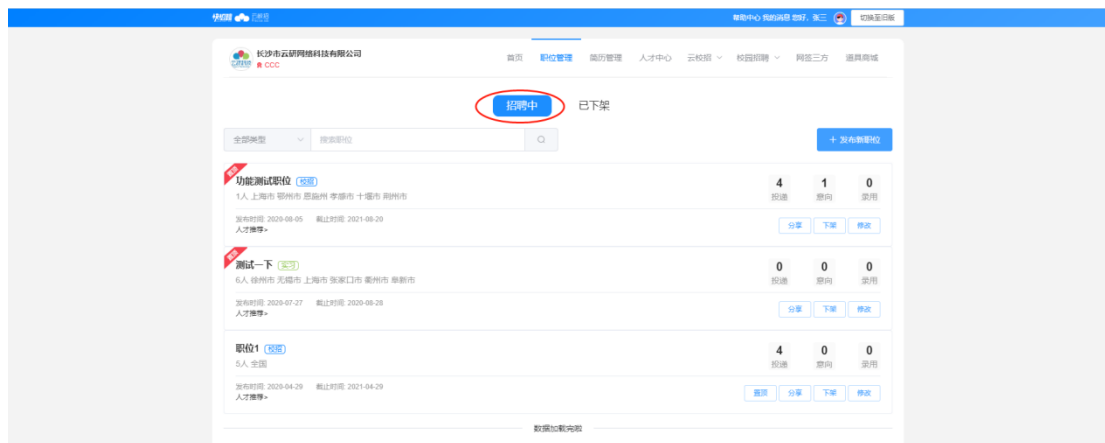 快招聘 云校招 帮助中心 我的消息 您好，张三 切换至旧版
长沙市云研网络科技有限公司
CCC
首页 职位管理 简历管理 人才中心 云校招 校园招聘 网签三方 道具商城
招聘中 已下架
全部类型 搜索职位 + 发布新职位
功能测试职位 校招
1人 上海市 鄂州市 恩施州 孝感市 十堰市 荆州市
4 1 0
投递 意向 录用
发布时间: 2020-08-05 截止时间: 2021-08-20
人才推荐>
分享 下架 修改
测试一下 实习
6人 徐州市 无锡市 上海市 张家口市 衢州市 阜新市
0 0 0
投递 意向 录用
发布时间: 2020-07-27 截止时间: 2020-08-28
人才推荐>
分享 下架 修改
职位1 校招
5人 全国
4 0 0
投递 意向 录用
发布时间: 2020-04-29 截止时间: 2021-04-29
人才推荐>
置顶 分享 下架 修改
数据加载完啦